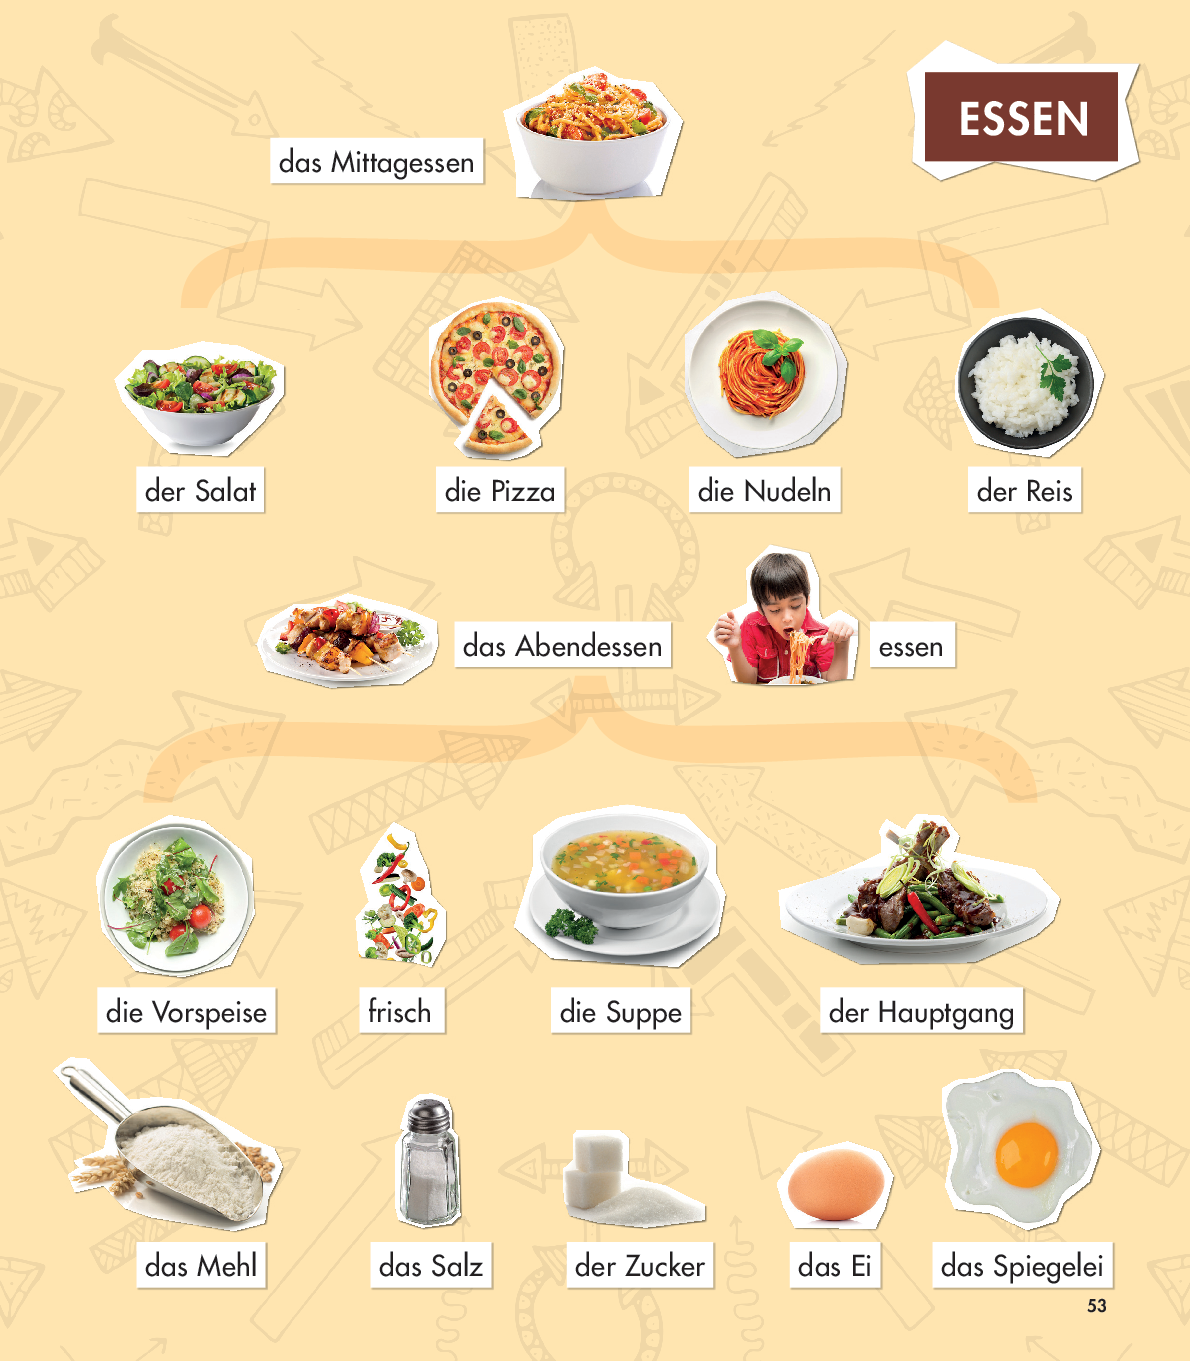 ESSEN
das Mittagessen
der Salat
die Pizza
die Nudeln
der Reis
das Abendessen
essen
die Vorspeise
frisch
die Suppe
der Hauptgang
das Mehl
das Salz
der Zucker
das Ei
das Spiegelei
53